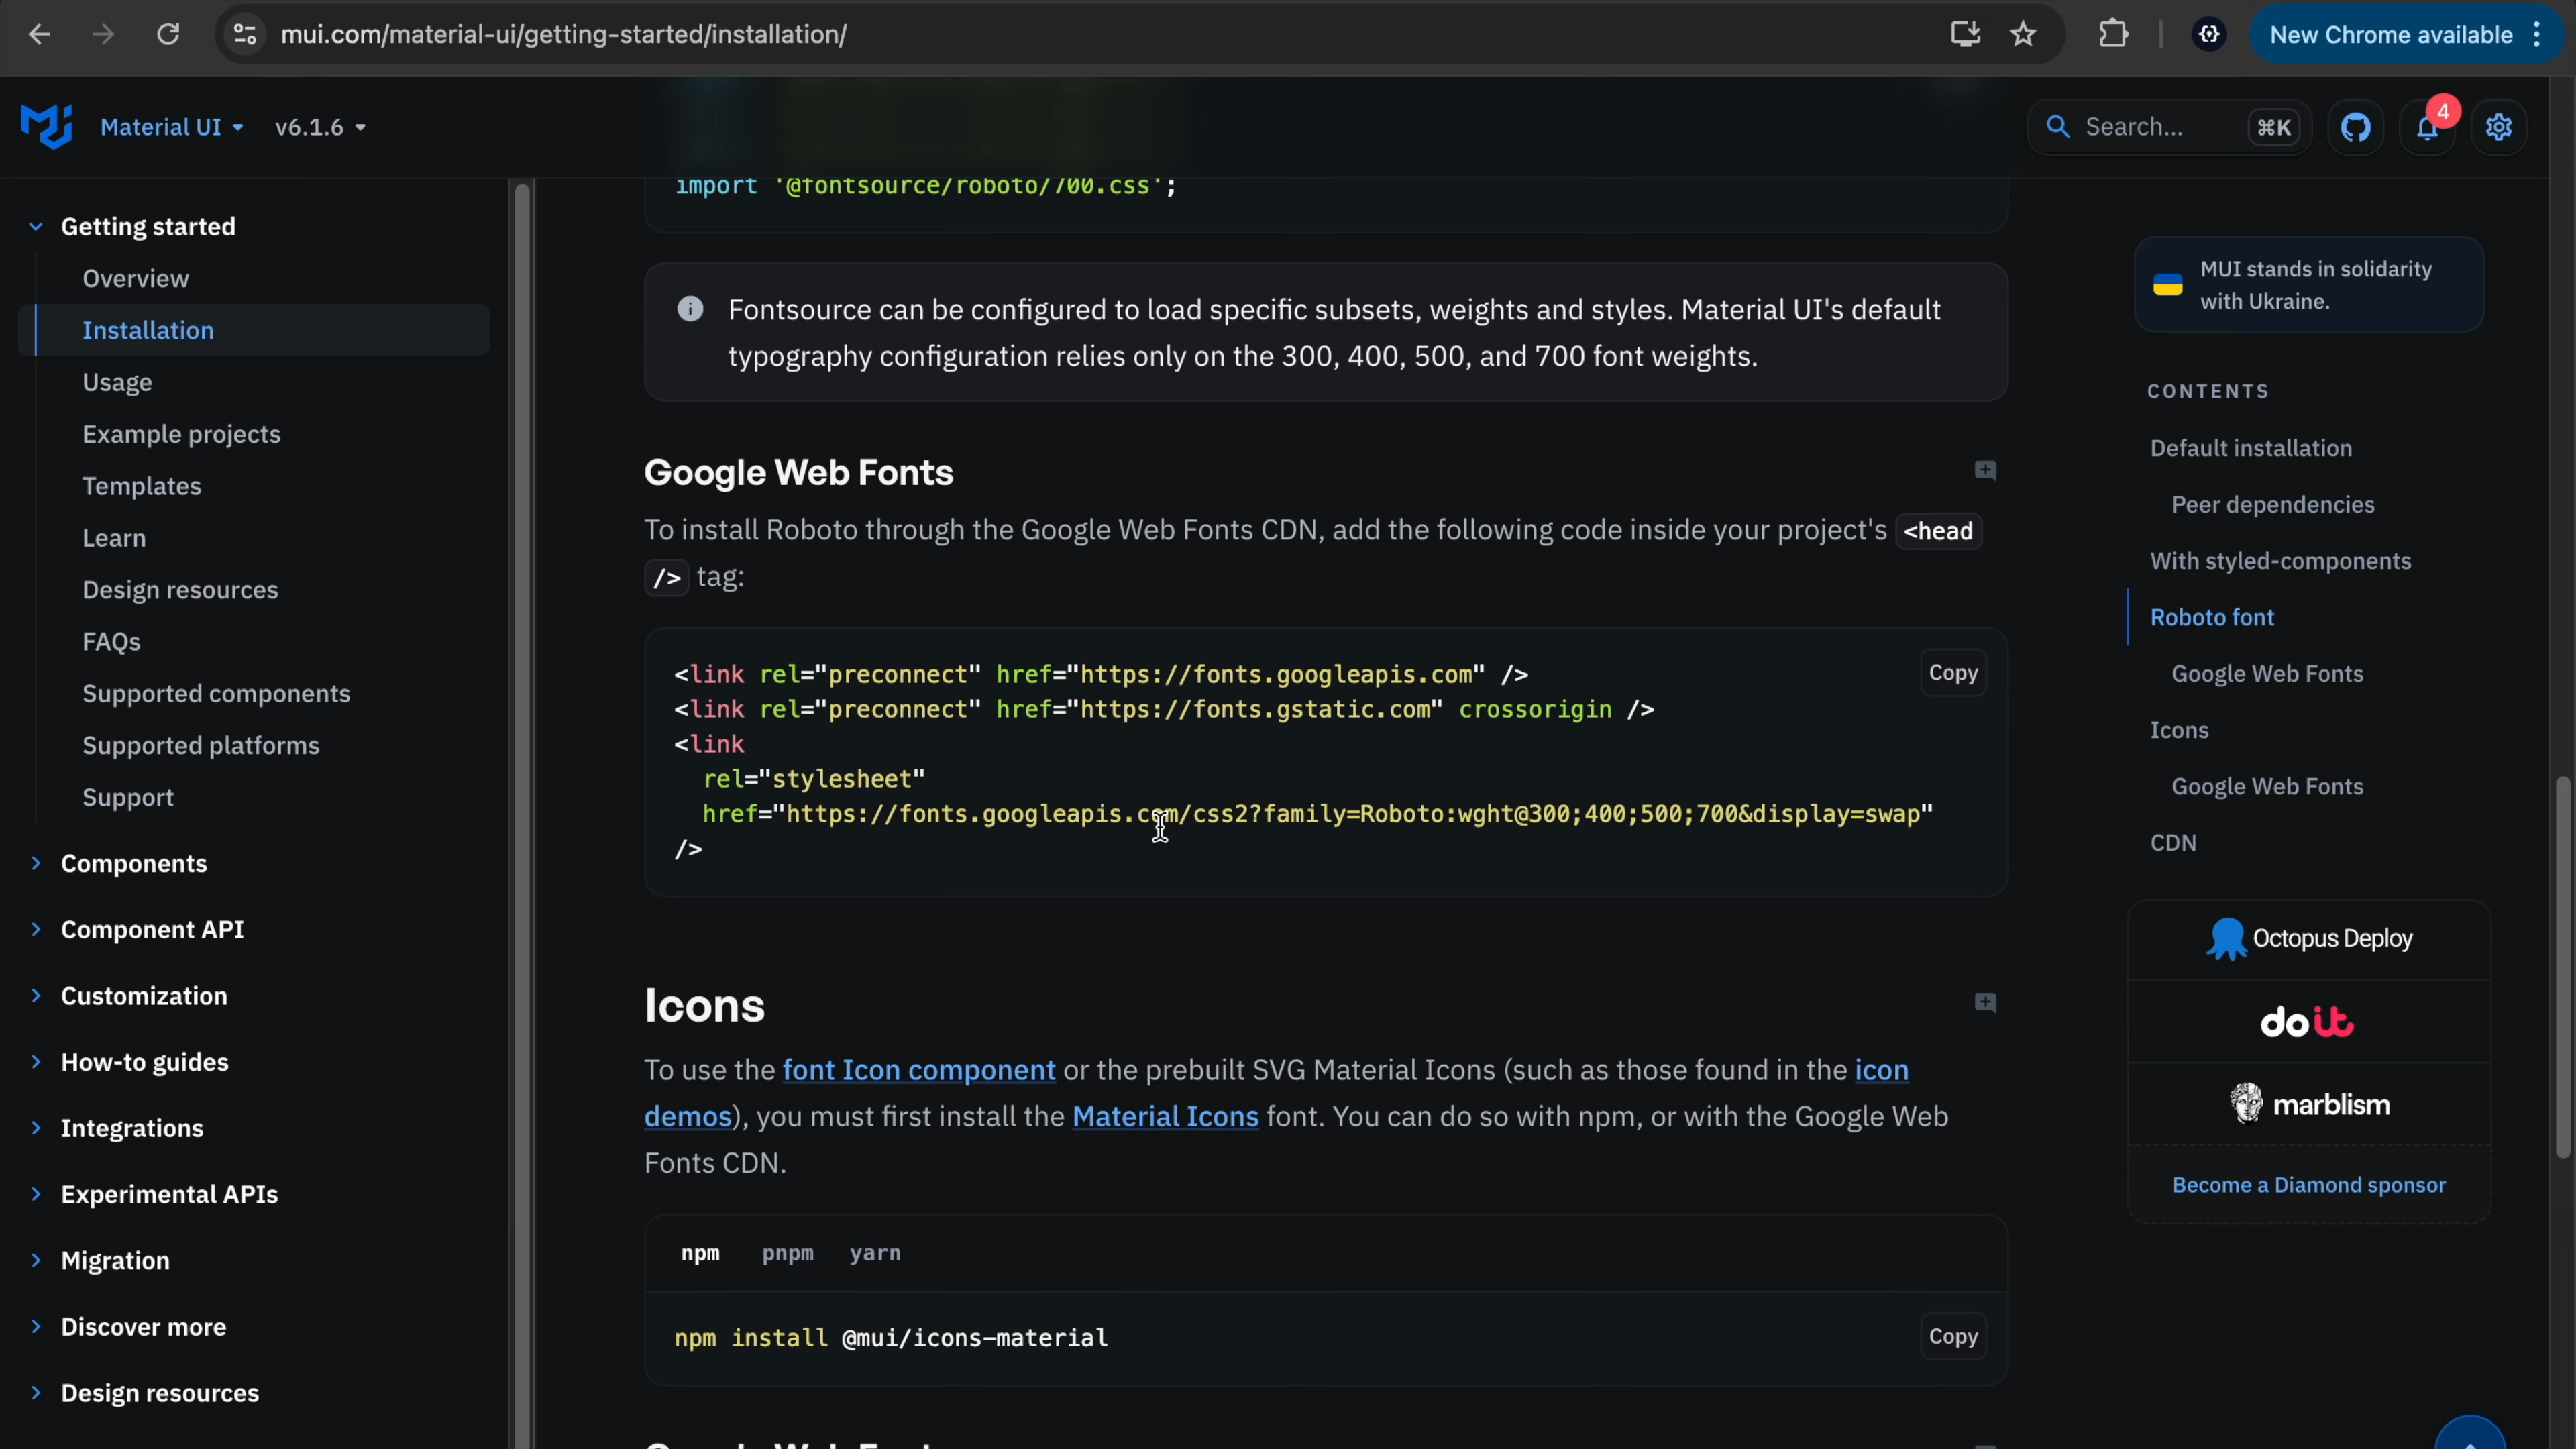 mui.com/material-ui/getting-started/installation/
New Chrome available
Material UI
v6.1.6
Search...
⌘K
4
Getting started
Overview
Installation
Usage
Example projects
Templates
Learn
Design resources
FAQs
Supported components
Supported platforms
Support
Components
Component API
Customization
How-to guides
Integrations
Experimental APIs
Migration
Discover more
Design resources
import '@fontsource/roboto/700.css';
Fontsource can be configured to load specific subsets, weights and styles. Material UI's default
typography configuration relies only on the 300, 400, 500, and 700 font weights.
Google Web Fonts
To install Roboto through the Google Web Fonts CDN, add the following code inside your project's <head
/> tag:
<link rel="preconnect" href="https://fonts.googleapis.com" />
<link rel="preconnect" href="https://fonts.gstatic.com" crossorigin />
<link
rel="stylesheet"
href="https://fonts.googleapis.com/css2?family=Roboto:wght@300;400;500;700&display=swap"
/>
Copy
Icons
To use the font Icon component or the prebuilt SVG Material Icons (such as those found in the icon
demos), you must first install the Material Icons font. You can do so with npm, or with the Google Web
Fonts CDN.
npm pnpm yarn
npm install @mui/icons-material
Copy
Google Web Fonts
MUI stands in solidarity
with Ukraine.
CONTENTS
Default installation
Peer dependencies
With styled-components
Roboto font
Google Web Fonts
Icons
Google Web Fonts
CDN
Octopus Deploy
doit
marblism
Become a Diamond sponsor